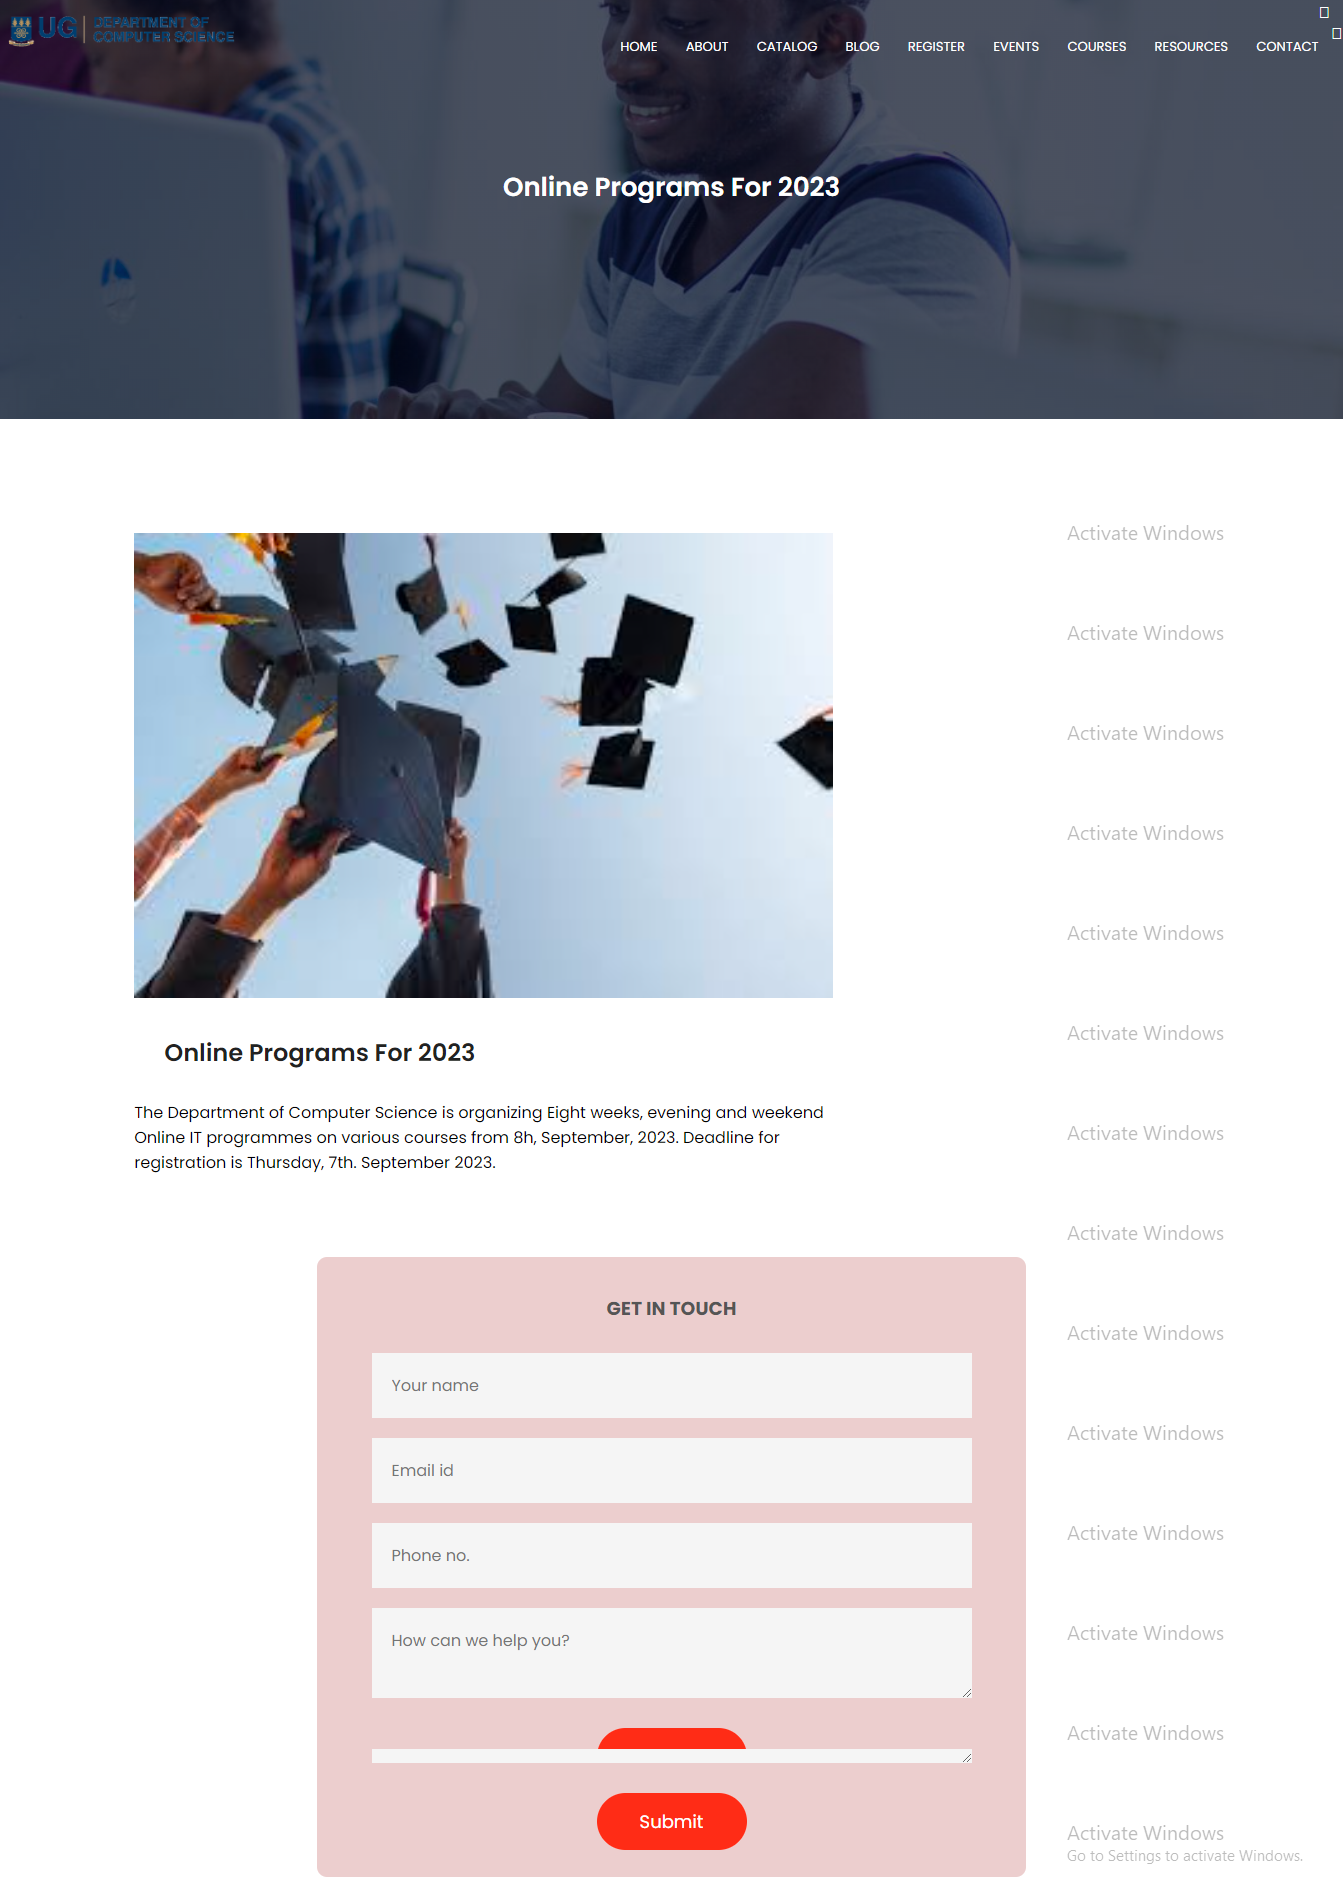 UG
DEPARTMENT OF
COMPUTER SCIENCE
HOME ABOUT CATALOG BLOG REGISTER EVENTS COURSES RESOURCES CONTACT
Online Programs For 2023
Activate Windows
Activate Windows
Activate Windows
Activate Windows
Activate Windows
Activate Windows
Online Programs For 2023
The Department of Computer Science is organizing Eight weeks, evening and weekend
Online IT programmes on various courses from 8h, September, 2023. Deadline for
registration is Thursday, 7th. September 2023.
Activate Windows
Activate Windows
GET IN TOUCH
Activate Windows
Your name
Activate Windows
Email id
Activate Windows
Phone no.
Activate Windows
How can we help you?
Activate Windows
Submit
Activate Windows
Go to Settings to activate Windows.